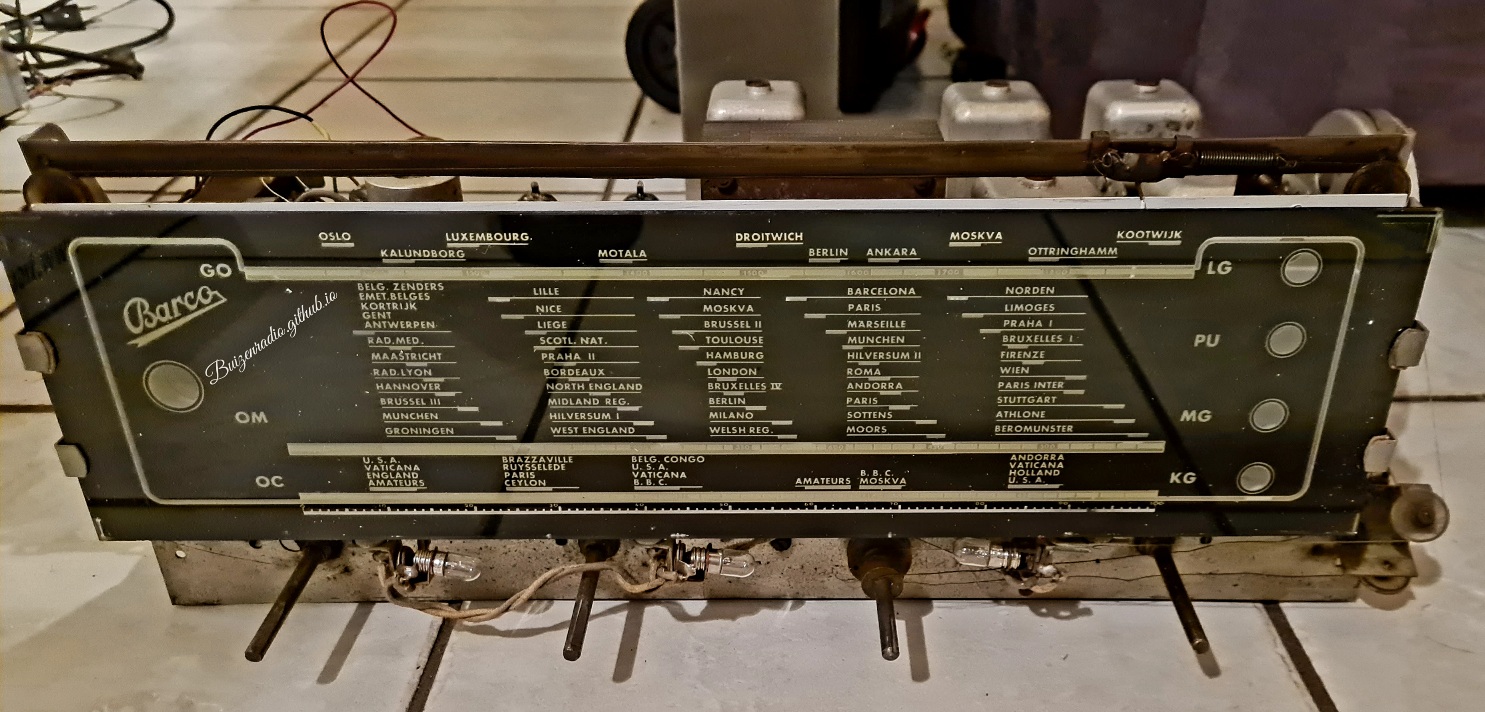 OSLO LUXEMBOURG. DROITWICH MOSKVA KOOTWIJK
KALUNDBORG MOTALA BERLIN ANKARA OTTRINGHAMM
GO LG
Barco
Buizenradio.github.io
BELG. ZENDERS
EMET.BELGES LILLE NANCY BARCELONA NORDEN
KORTRIJK NICE MOSKVA PARIS LIMOGES
GENT
ANTWERPEN LIEGE BRUSSEL II MARSEILLE PRAHA I
RAD.MED. SCOTL. NAT. TOULOUSE MUNCHEN BRUXELLES I
PU
MAASTRICHT PRAHA II HAMBURG HILVERSUM II FIRENZE
RAD.LYON BORDEAUX LONDON ROMA WIEN
HANNOVER NORTH ENGLAND BRUXELLES IV ANDORRA PARIS INTER
BRUSSEL III MIDLAND REG. BERLIN PARIS STUTTGART
OM MG
MUNCHEN HILVERSUM I MILANO SOTTENS ATHLONE
GRONINGEN WEST ENGLAND WELSH REG. MOORS BEROMUNSTER
U.S.A. BRAZZAVILLE BELG. CONGO ANDORRA
VATICANA RUYSSELEDE U.S.A. VATICANA
ENGLAND PARIS VATICANA B.B.C. HOLLAND
AMATEURS CEYLON B.B.C. AMATEURS MOSKVA U.S.A.
OC KG